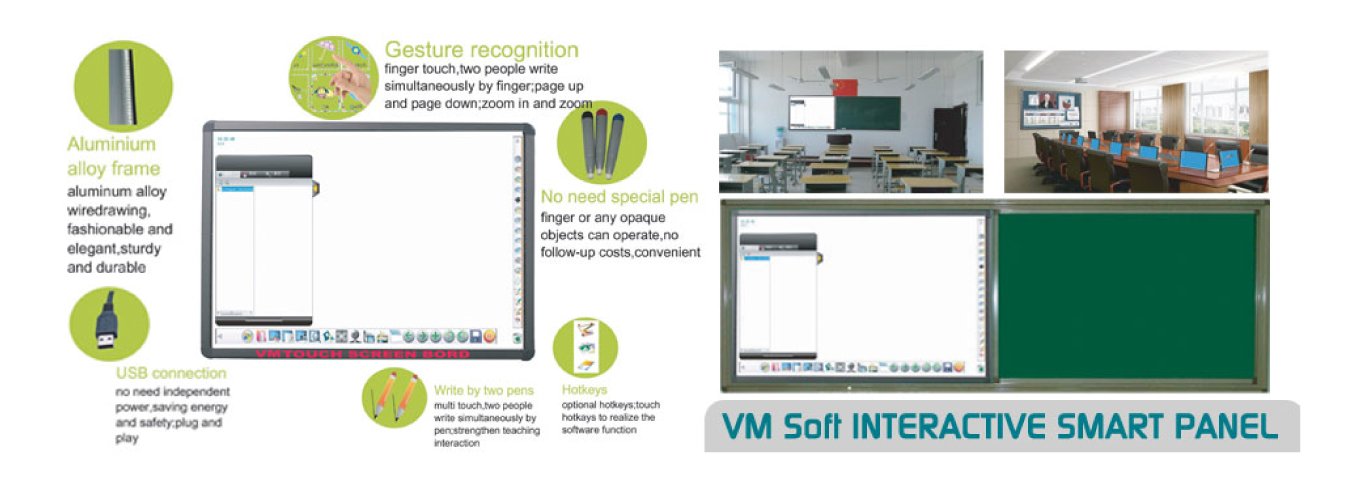 Gesture recognition
finger touch,two people write
simultaneously by finger;page up
and page down;zoom in and zoom
Aluminium
alloy frame
aluminum alloy
wiredrawing,
fashionable and
elegant,sturdy
and durable
No need special pen
finger or any opaque
objects can operate,no
follow-up costs,convenient
VM TOUCH SCREEN BORD
USB connection
no need independent
power,saving energy
and safety;plug and
play
Write by two pens
multi touch,two people
write simultaneously by
pen;strengthen teaching
interaction
Hotkeys
optional hotkeys;touch
hotkeys to realize the
software function
VM Soft INTERACTIVE SMART PANEL